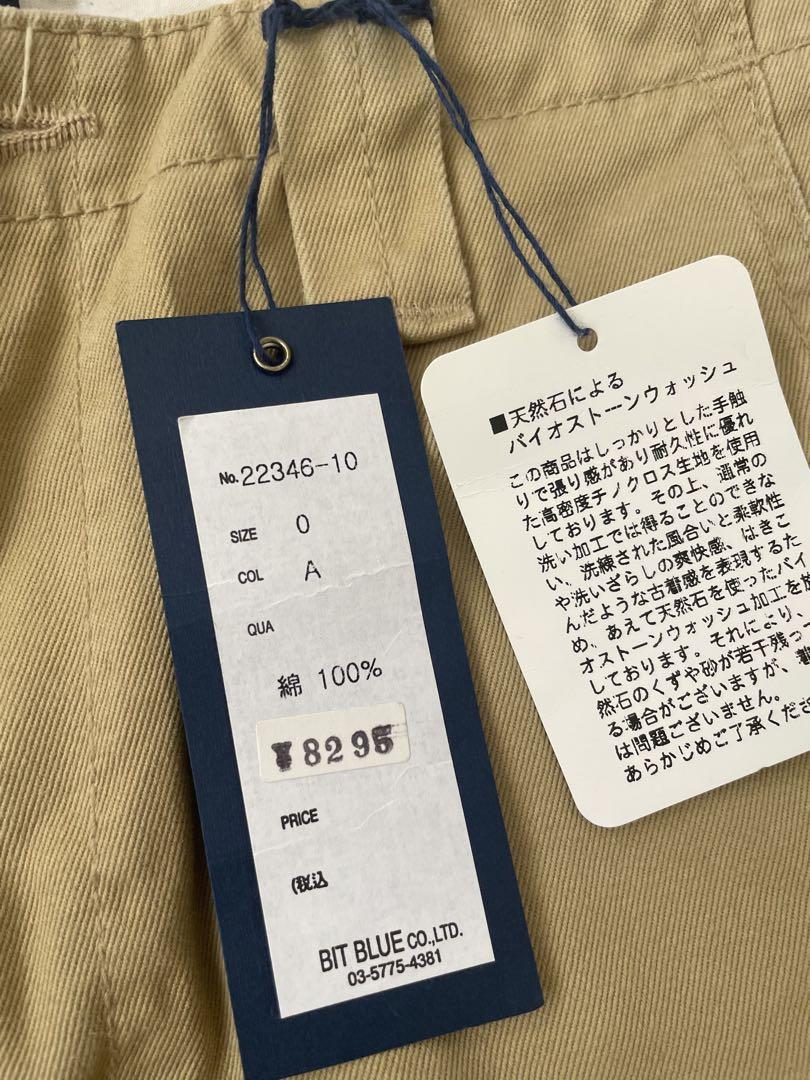 No.22346-10
SIZE 0
COL A
QUA
綿 100%
¥8295
PRICE
(税込
BIT BLUE CO.,LTD.
03-5775-4381
■天然石による
バイオストーンウォッシュ
この商品はしっかりとした手触
りで張り感があり耐久性に優れ
た高密度チノクロス生地を使用
しております。その上、通常の
洗い加工では得ることのできな
い、洗練された風合いと柔軟性
や洗いざらしの爽快感、はきこ
んだような古着感を表現するた
め、あえて天然石を使ったバイ
オストーンウォッシュ加工を施
しております。それにより、
然石のくずや砂が若干残っ
る場合がございますが、着
は問題ございません。
あらかじめご了承くださ